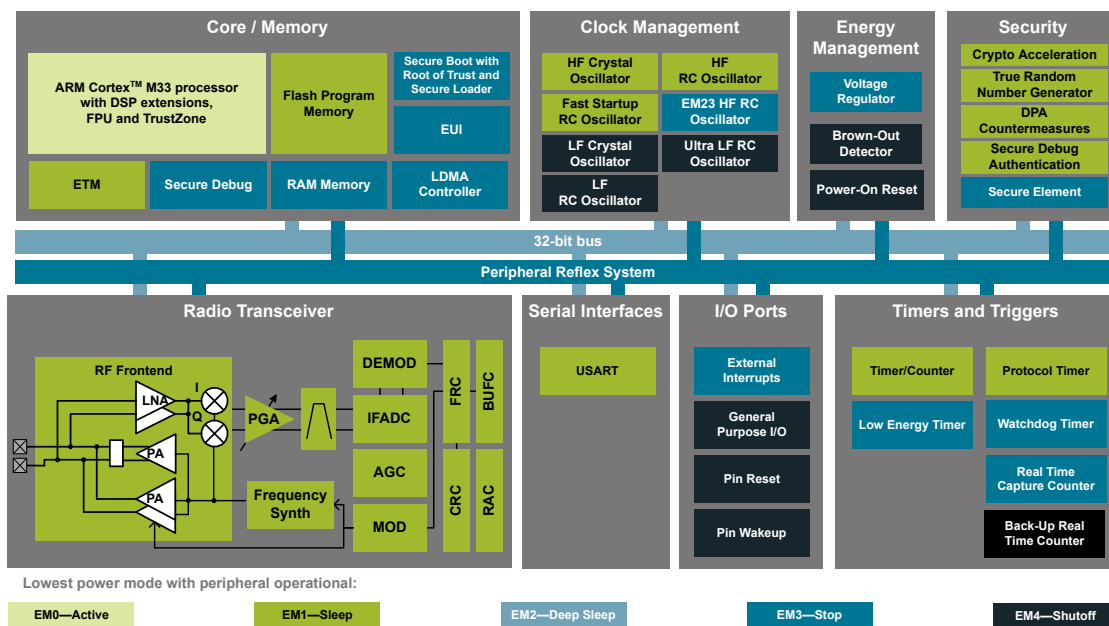 Core / Memory
ARM Cortex™ M33 processor
with DSP extensions,
FPU and TrustZone
Flash Program
Memory
Secure Boot with
Root of Trust and
Secure Loader
EUI
ETM
Secure Debug
RAM Memory
LDMA
Controller
Clock Management
HF Crystal
Oscillator
HF
RC Oscillator
Fast Startup
RC Oscillator
EM23 HF RC
Oscillator
LF Crystal
Oscillator
Ultra LF RC
Oscillator
LF
RC Oscillator
Energy
Management
Voltage
Regulator
Brown-Out
Detector
Power-On Reset
Security
Crypto Acceleration
True Random
Number Generator
DPA
Countermeasures
Secure Debug
Authentication
Secure Element
32-bit bus
Peripheral Reflex System
Radio Transceiver
RF Frontend
LNA
I
Q
PA
PA
PGA
Frequency
Synth
DEMOD
IFADC
AGC
MOD
FRC
BUFC
CRC
RAC
Serial Interfaces
USART
I/O Ports
External
Interrupts
General
Purpose I/O
Pin Reset
Pin Wakeup
Timers and Triggers
Timer/Counter
Protocol Timer
Low Energy Timer
Watchdog Timer
Real Time
Capture Counter
Back-Up Real
Time Counter
Lowest power mode with peripheral operational:
EM0—Active
EM1—Sleep
EM2—Deep Sleep
EM3—Stop
EM4—Shutoff